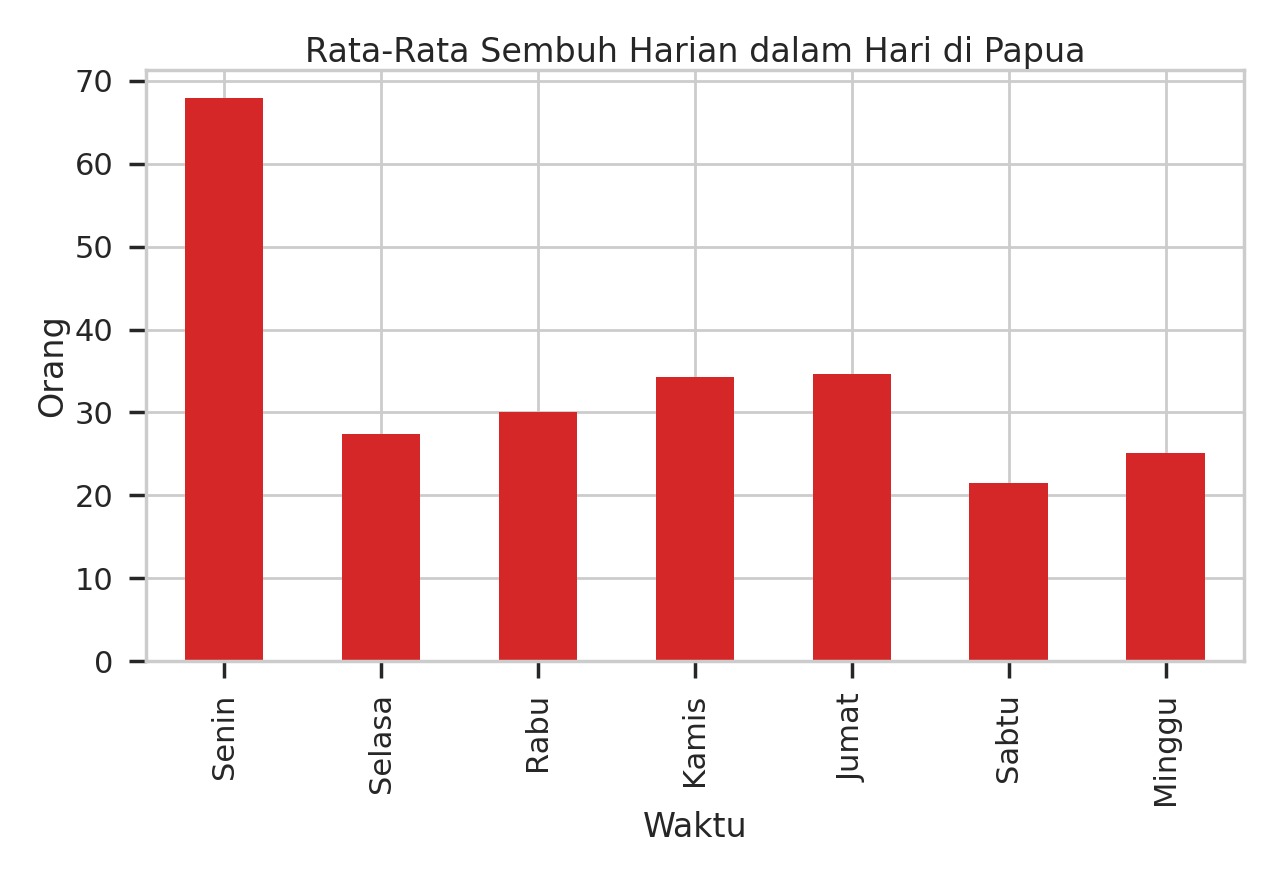 Rata-Rata Sembuh Harian dalam Hari di Papua
70
60
50
40
30
20
10
0
Orang
Senin
Selasa
Rabu
Kamis
Jumat
Sabtu
Minggu
Waktu